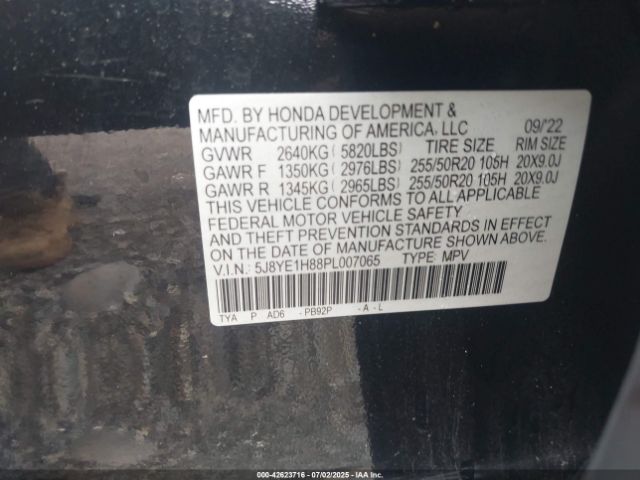 MFD. BY HONDA DEVELOPMENT &
MANUFACTURING OF AMERICA, LLC 09/'22
GVWR 2640KG ( 5820LBS) TIRE SIZE RIM SIZE
GAWR F 1350KG ( 2976LBS) 255/50R20 105H 20X9.0J
GAWR R 1345KG ( 2965LBS) 255/50R20 105H 20X9.0J
THIS VEHICLE CONFORMS TO ALL APPLICABLE
FEDERAL MOTOR VEHICLE SAFETY
AND THEFT PREVENTION STANDARDS IN EFFECT
ON THE DATE OF MANUFACTURE SHOWN ABOVE.
V.I.N.: 5J8YE1H88PL007065 TYPE: MPV
TYA P AD6 -PB92P -A-L
000-42623716 | 07/02/2025 - IAAI.COM